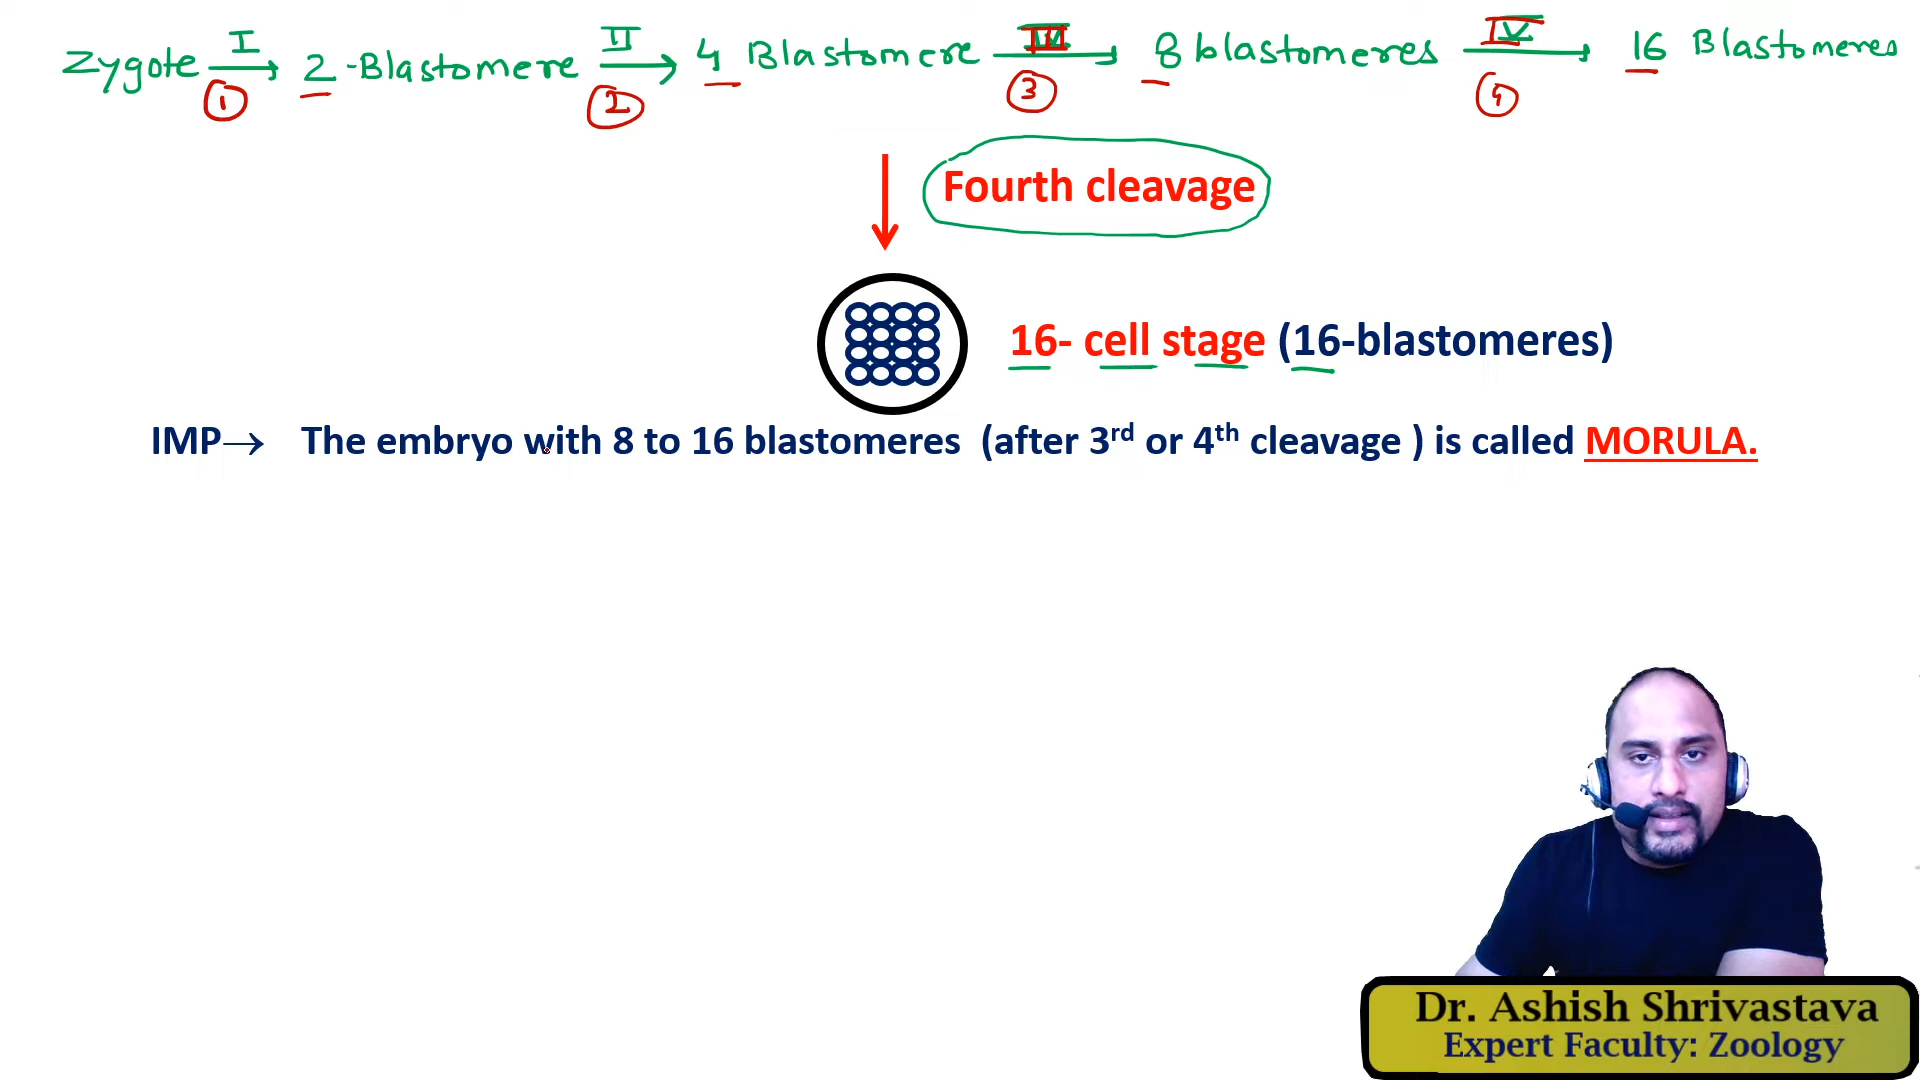 Zygote I 2-Blastomere II 4 Blastomere III 8 blastomeres IV 16 Blastomeres
1 2 3 4
Fourth cleavage
16- cell stage (16-blastomeres)
IMP→ The embryo with 8 to 16 blastomeres (after 3rd or 4th cleavage ) is called MORULA.
Dr. Ashish Shrivastava
Expert Faculty: Zoology